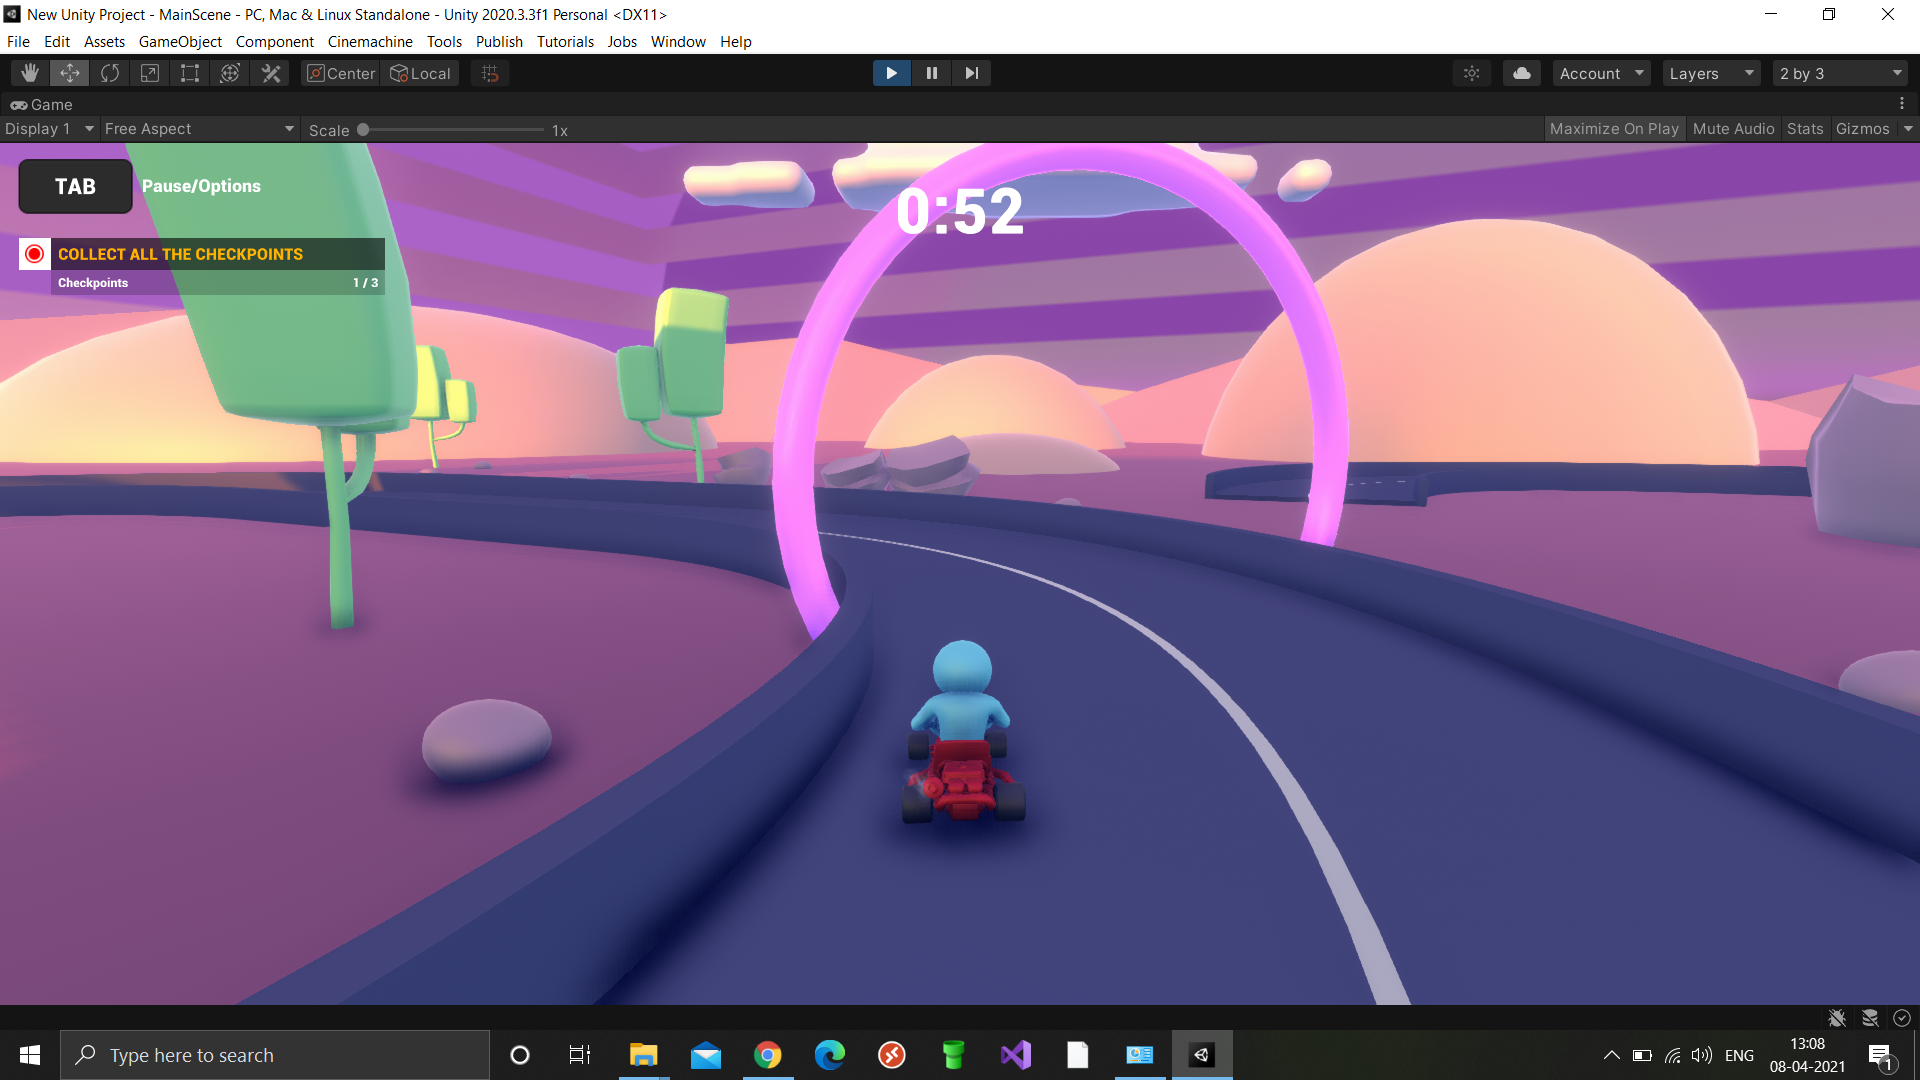 New Unity Project - MainScene - PC, Mac & Linux Standalone - Unity 2020.3.3f1 Personal <DX11>
File Edit Assets GameObject Component Cinemachine Tools Publish Tutorials Jobs Window Help
Center Local Account Layers 2 by 3
Game
Display 1 Free Aspect Scale 1x Maximize On Play Mute Audio Stats Gizmos
TAB Pause/Options
0:52
COLLECT ALL THE CHECKPOINTS
Checkpoints 1 / 3
Type here to search
ENG
13:08
08-04-2021
1